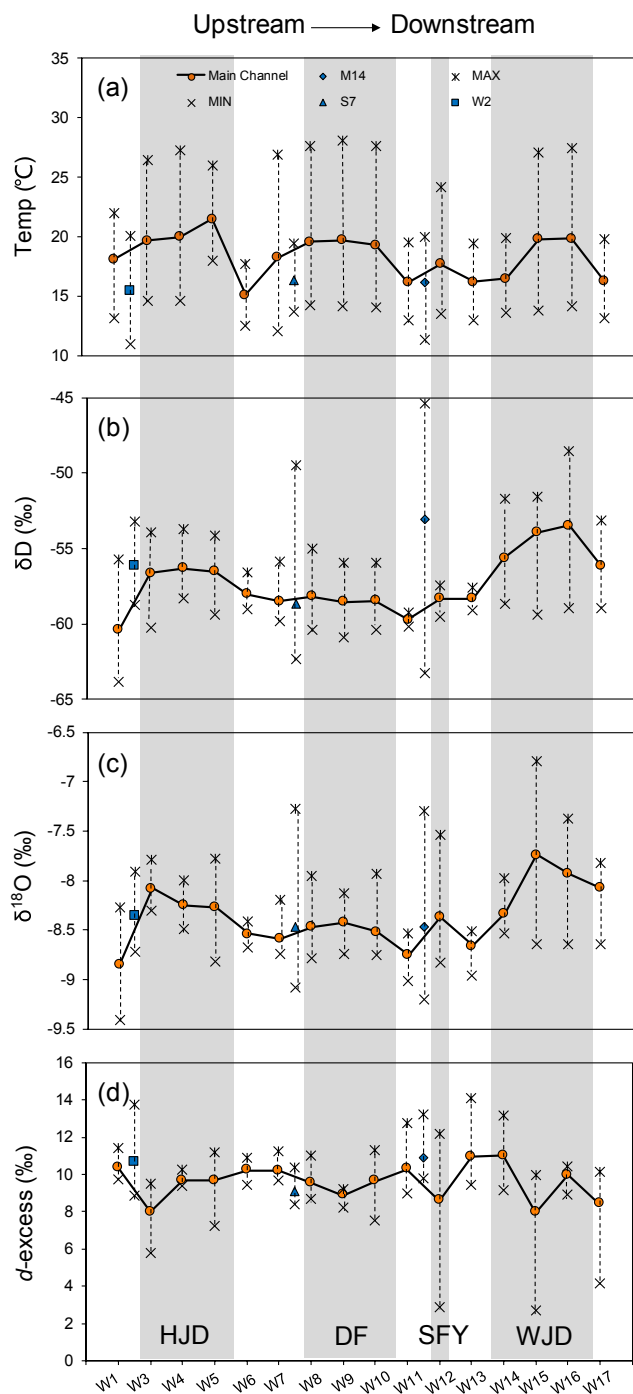 Upstream → Downstream
(a)
Main Channel M14 MAX
MIN S7 W2
Temp (℃)
35
30
25
20
15
10
(b)
δD (‰)
-45
-50
-55
-60
-65
(c)
δ18O (‰)
-6.5
-7
-7.5
-8
-8.5
-9
-9.5
(d)
d-excess (‰)
16
14
12
10
8
6
4
2
0
HJD DF SFY WJD
W1 W3 W4 W5 W6 W7 W8 W9 W10 W11 W12 W13 W14 W15 W16 W17